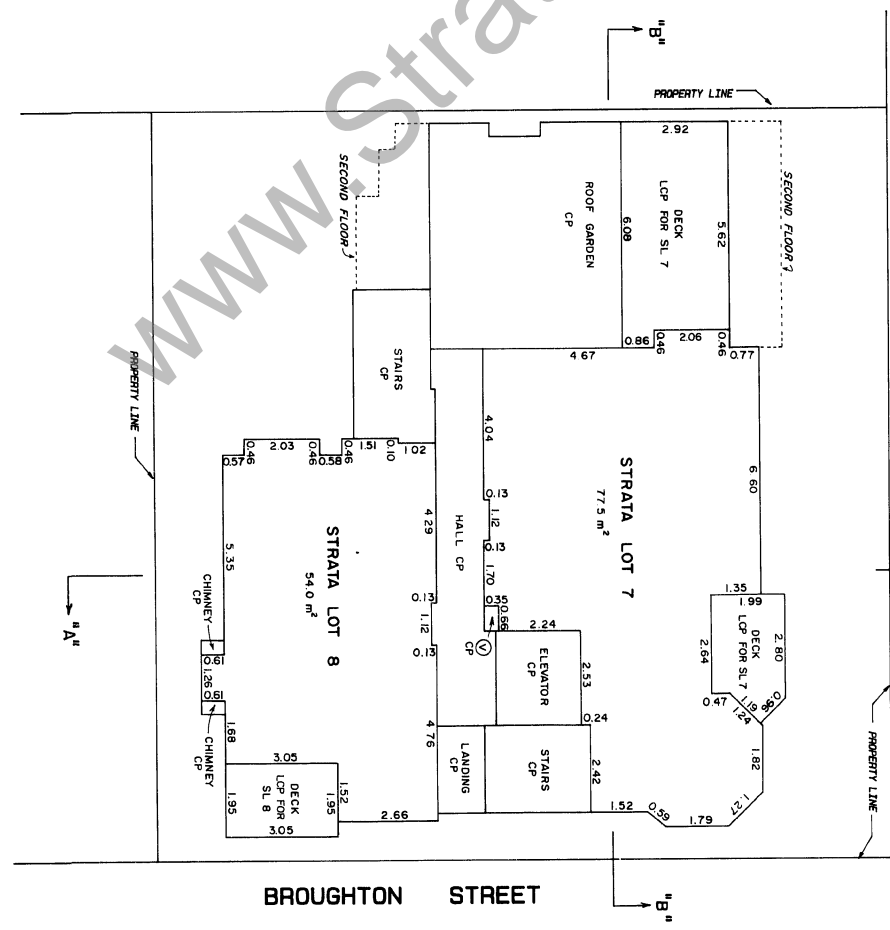 "B"
PROPERTY LINE
2.92
SECOND FLOOR
ROOF GARDEN
CP
6.08
DECK
LCP FOR SL 7
5.62
SECOND FLOOR
www.Stra
STAIRS
CP
PROPERTY LINE
4.67
0.86
0.46
2.06
0.46
0.77
4.04
0.57
0.46
2.03
0.46
0.58
0.46
1.51
0.10
1.02
STRATA LOT 7
77.5 m²
6.60
4.29
HALL CP
0.13
1.12
0.13
1.70
0.35
0.66
STRATA LOT 8
54.0 m²
5.35
"A"
CHIMNEY
CP
0.61
1.26
0.61
CHIMNEY
CP
1.68
0.13
1.12
0.13
V
CP
2.24
ELEVATOR
CP
2.53
0.24
1.35
1.99
DECK
LCP FOR SL7
2.80
2.64
0.47
1.19
1.24
0.96
PROPERTY LINE
4.76
LANDING
CP
STAIRS
CP
2.42
1.82
3.05
DECK
LCP FOR
SL 8
1.95
1.95
1.52
3.05
2.66
1.52
0.59
1.79
1.27
BROUGHTON STREET
"B"